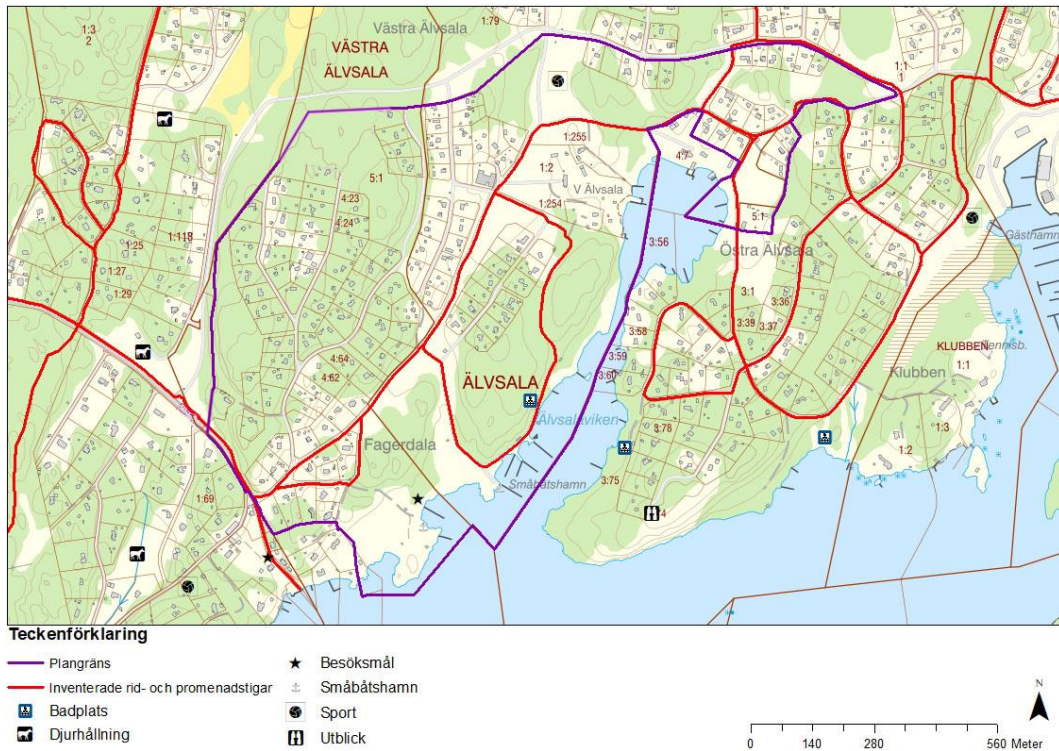 1:3
2
Västra Älvsala
1:79
VÄSTRA
ÄLVSALA
1:1
1
1:255
1:2
4:7
V Älvsala
5:1
4:23
1:254
4:24
5:1
3:56
Östra Älvsala
Gästhamn
1:118
1:25
1:27
1:29
3:1
3:36
3:58
3:39
3:37
KLUBBEN
1:1
3:59
3:60
4:64
4:62
ÄLVSALA
Klubben
Älvsalaviken
Fagerdala
3:78
1:3
1:2
Småbåtshamn
3:75
1:69
Teckenförklaring
Plangräns
Inventerade rid- och promenadstigar
Badplats
Djurhållning
Besöksmål
Småbåtshamn
Sport
Utblick
N
0 140 280 560 Meter